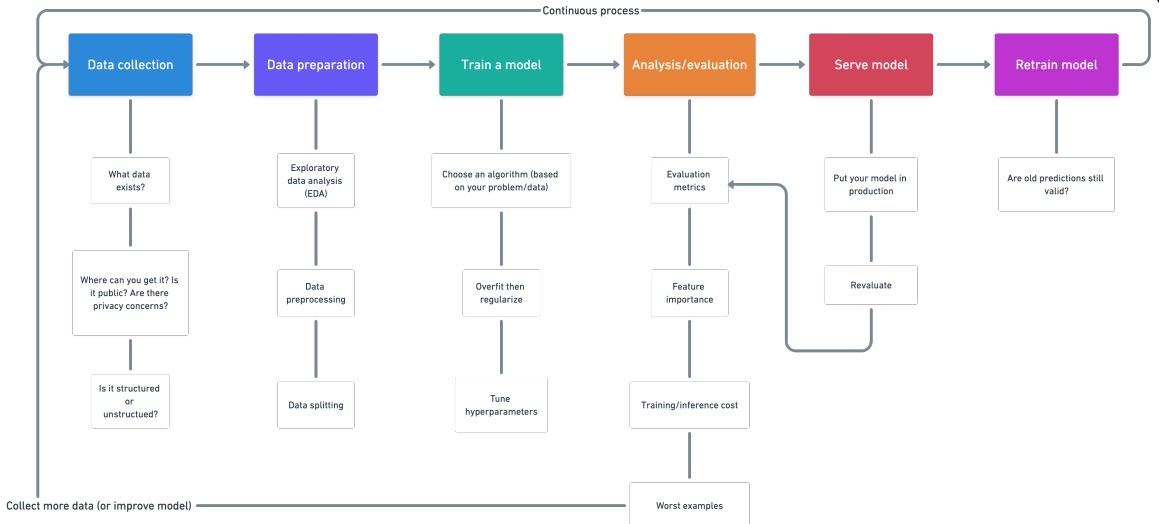 Continuous process
Data collection
Data preparation
Train a model
Analysis/evaluation
Serve model
Retrain model
What data
exists?
Where can you get it? Is
it public? Are there
privacy concerns?
Is it structured
or
unstructued?
Exploratory
data analysis
(EDA)
Data
preprocessing
Data splitting
Choose an algorithm (based
on your problem/data)
Overfit then
regularize
Tune
hyperparameters
Evaluation
metrics
Feature
importance
Training/inference cost
Worst examples
Put your model in
production
Revaluate
Are old predictions still
valid?
Collect more data (or improve model)